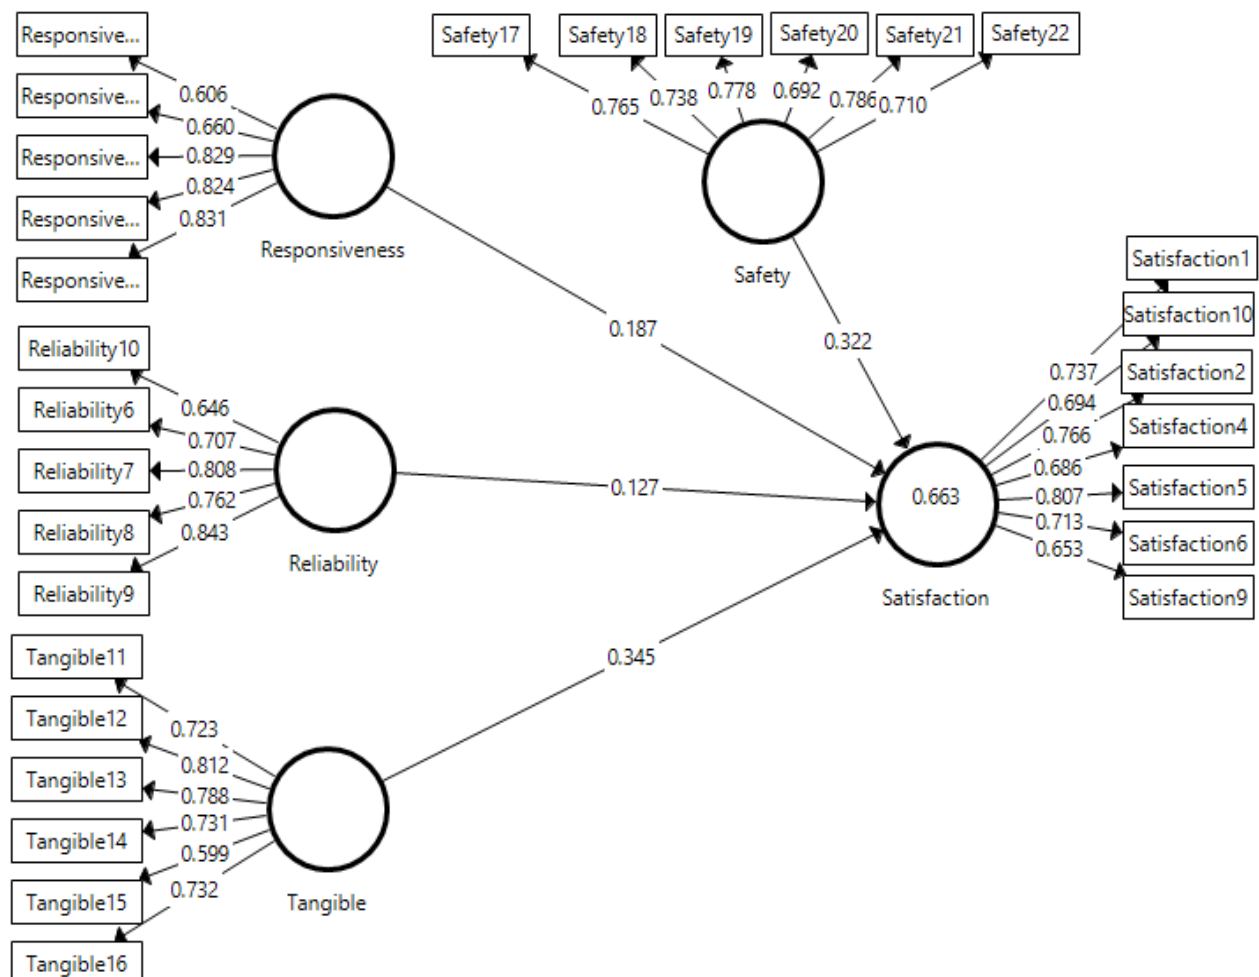 Responsive...
Responsive...
Responsive...
Responsive...
Responsive...
0.606
0.660
0.829
0.824
0.831
Responsiveness
Safety17
Safety18
Safety19
Safety20
Safety21
Safety22
0.765
0.738
0.778
0.692
0.786
0.710
Safety
Reliability10
Reliability6
Reliability7
Reliability8
Reliability9
0.646
0.707
0.808
0.762
0.843
Reliability
Tangible11
Tangible12
Tangible13
Tangible14
Tangible15
Tangible16
0.723
0.812
0.788
0.731
0.599
0.732
Tangible
0.187
0.322
0.127
0.345
0.663
Satisfaction
0.737
0.694
0.766
0.686
0.807
0.713
0.653
Satisfaction1
Satisfaction10
Satisfaction2
Satisfaction4
Satisfaction5
Satisfaction6
Satisfaction9